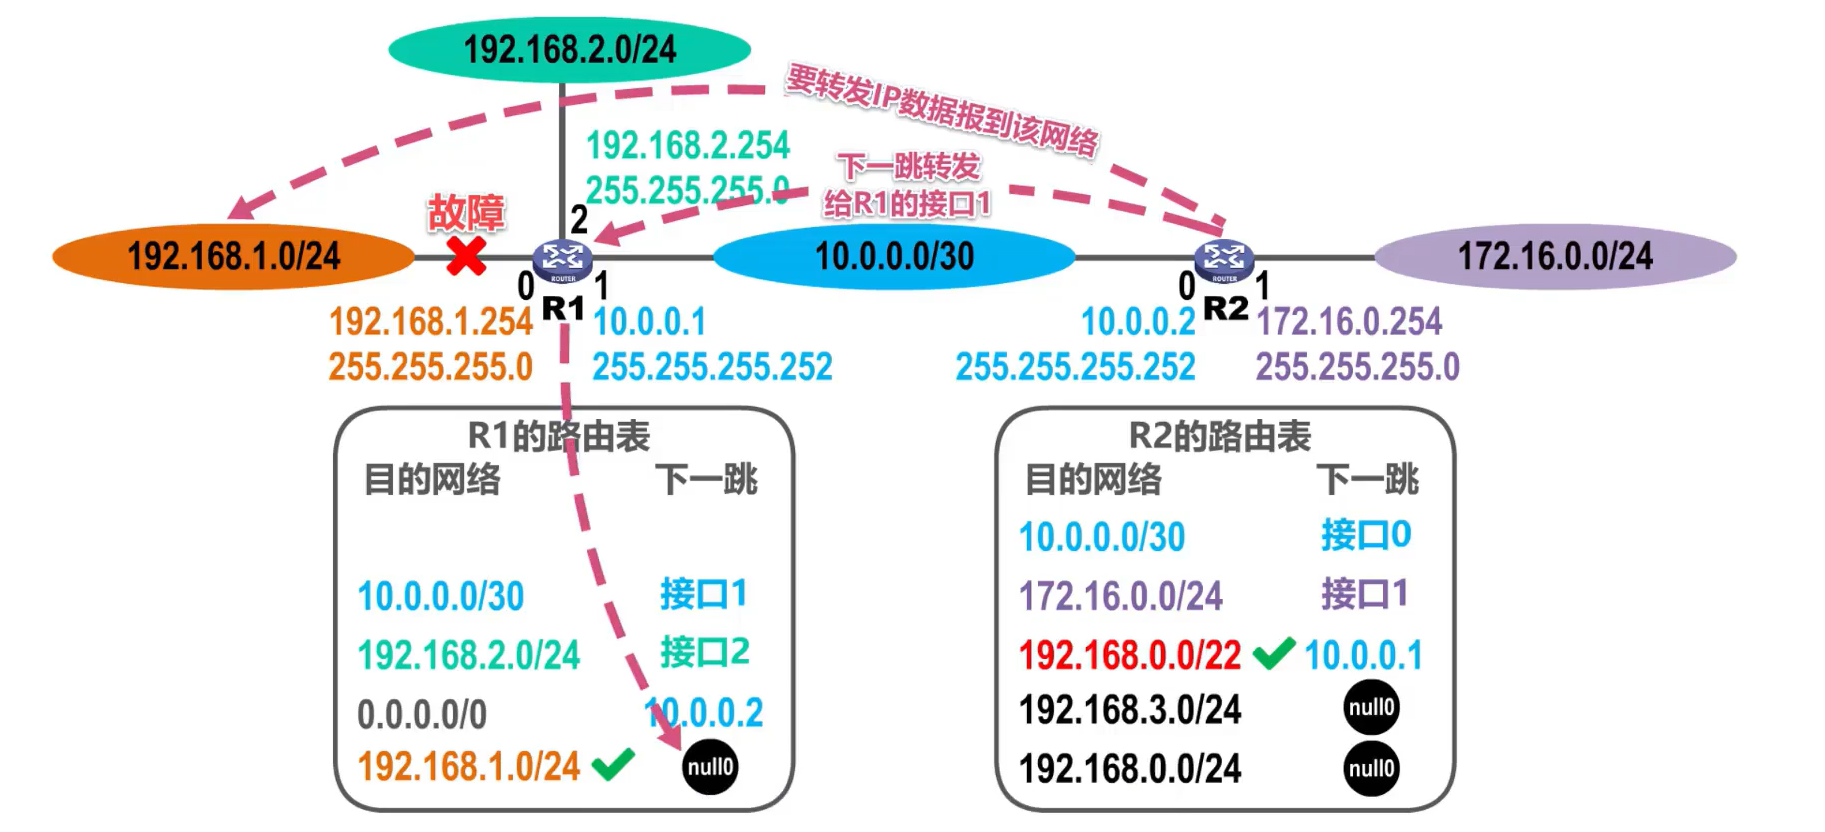 192.168.2.0/24
要转发IP数据报到该网络
192.168.2.254
255.255.255.0
下一跳转发
给R1的接口1
故障
2
192.168.1.0/24
ROUTER
10.0.0.0/30
ROUTER
172.16.0.0/24
0
R1
1
0
R2
1
192.168.1.254
255.255.255.0
10.0.0.1
255.255.255.252
10.0.0.2
255.255.255.252
172.16.0.254
255.255.255.0
R1的路由表
目的网络 下一跳
10.0.0.0/30 接口1
192.168.2.0/24 接口2
0.0.0.0/0 10.0.0.2
192.168.1.0/24 null0
R2的路由表
目的网络 下一跳
10.0.0.0/30 接口0
172.16.0.0/24 接口1
192.168.0.0/22 10.0.0.1
192.168.3.0/24 null0
192.168.0.0/24 null0